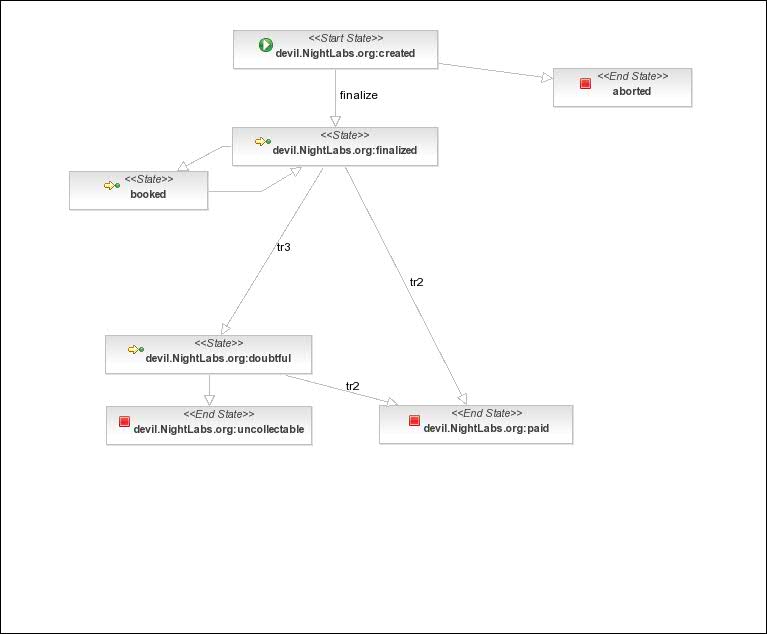 <<Start State>>
devil.NightLabs.org:created
<<End State>>
aborted
finalize
<<State>>
devil.NightLabs.org:finalized
<<State>>
booked
tr3
tr2
<<State>>
devil.NightLabs.org:doubtful
tr2
<<End State>>
devil.NightLabs.org:uncollectable
<<End State>>
devil.NightLabs.org:paid